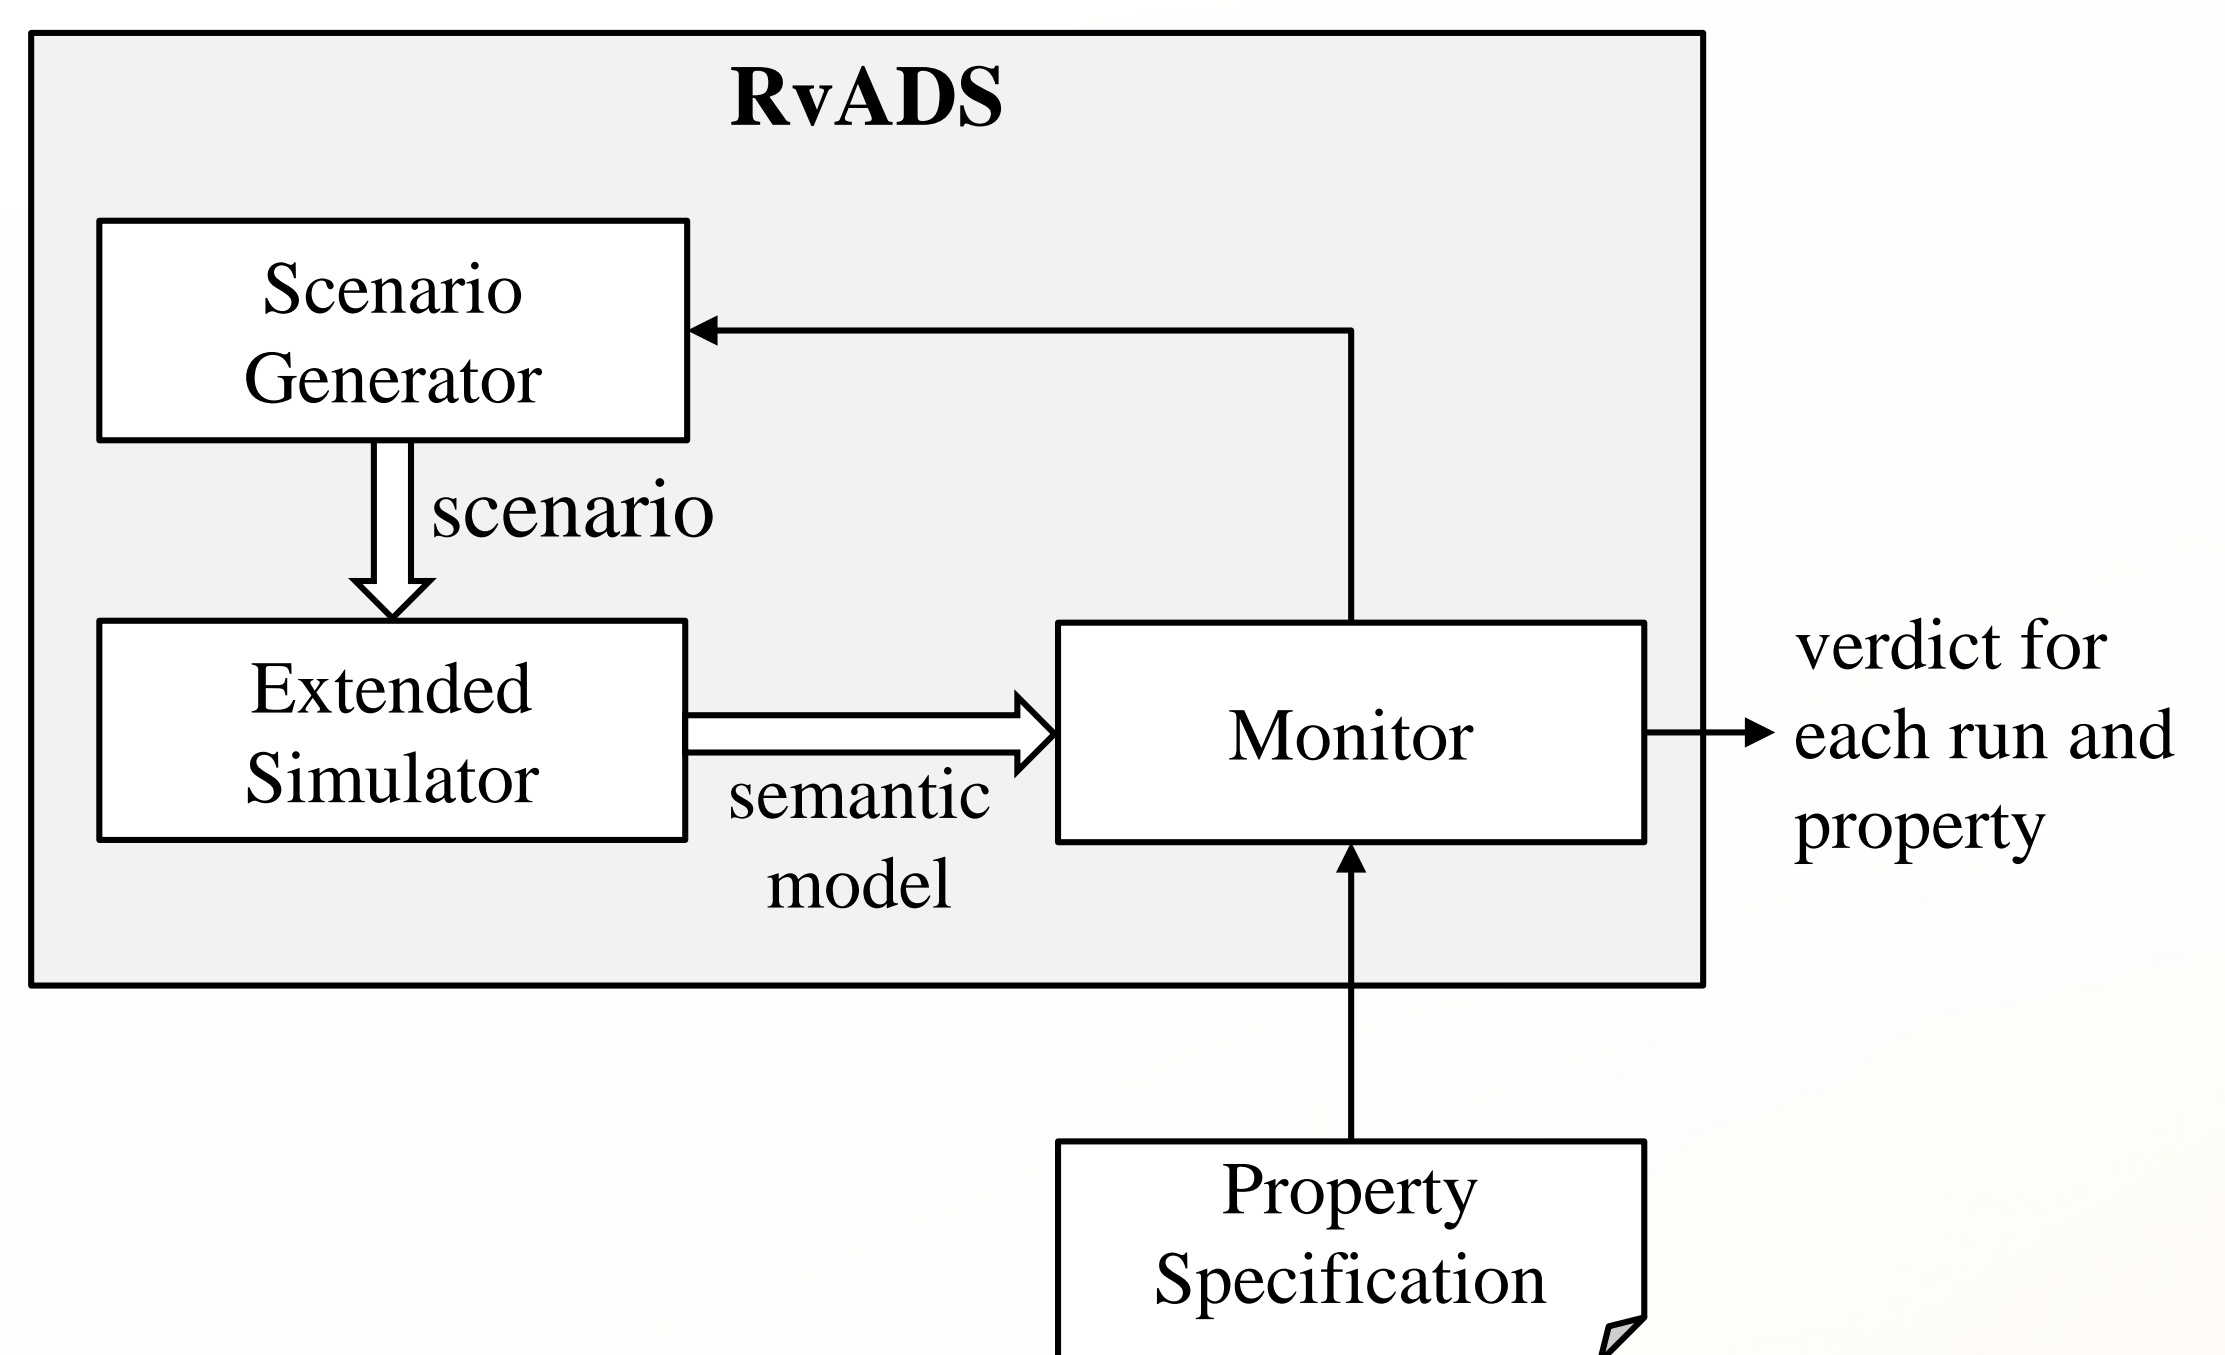 RvADS
Scenario
Generator
scenario
Extended
Simulator
semantic
model
Monitor
verdict for
each run and
property
Property
Specification